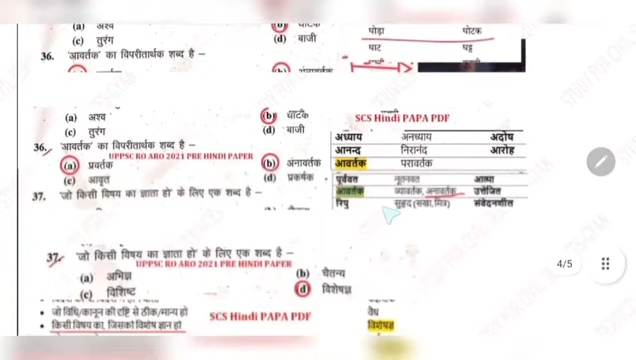 (a) अश्व (b) घोटक घोड़ा घोटक
(c) तुरंग (d) बाजी घाट घट्ट
36. 'आवर्तक' का विपरीतार्थक शब्द है –
(a) अश्व (b) घोटक SCS Hindi PAPA PDF
(c) तुरंग (d) बाजी अध्याय अनध्याय अदोष
36. 'आवर्तक' का विपरीतार्थक शब्द है – आनन्द निरानंद आरोह
UPPSC RO ARO 2021 PRE HINDI PAPER
(a) प्रवर्तक (b) अनावर्तक आवर्तक परावर्तक
(c) आवृत (d) प्रकर्षक पूर्ववत नूतनवत आत्मा
37. 'जो किसी विषय का ज्ञाता हो' के लिए एक शब्द है – आवर्तक व्यावर्तक, अनावर्तक उत्तेजित
रिपु सुहृद (सखा, मित्र) संवेदनशील
4/5
37. 'जो किसी विषय का ज्ञाता हो' के लिए एक शब्द है –
UPPSC RO ARO 2021 PRE HINDI PAPER
(a) अभिज्ञ (b) चैतन्य
(c) विशिष्ट (d) विशेषज्ञ
• जो विधि/कानून की दृष्टि से ठीक/मान्य हो वैध
SCS Hindi PAPA PDF
• किसी विषय का, जिसको विशेष ज्ञान हो विशेषज्ञ